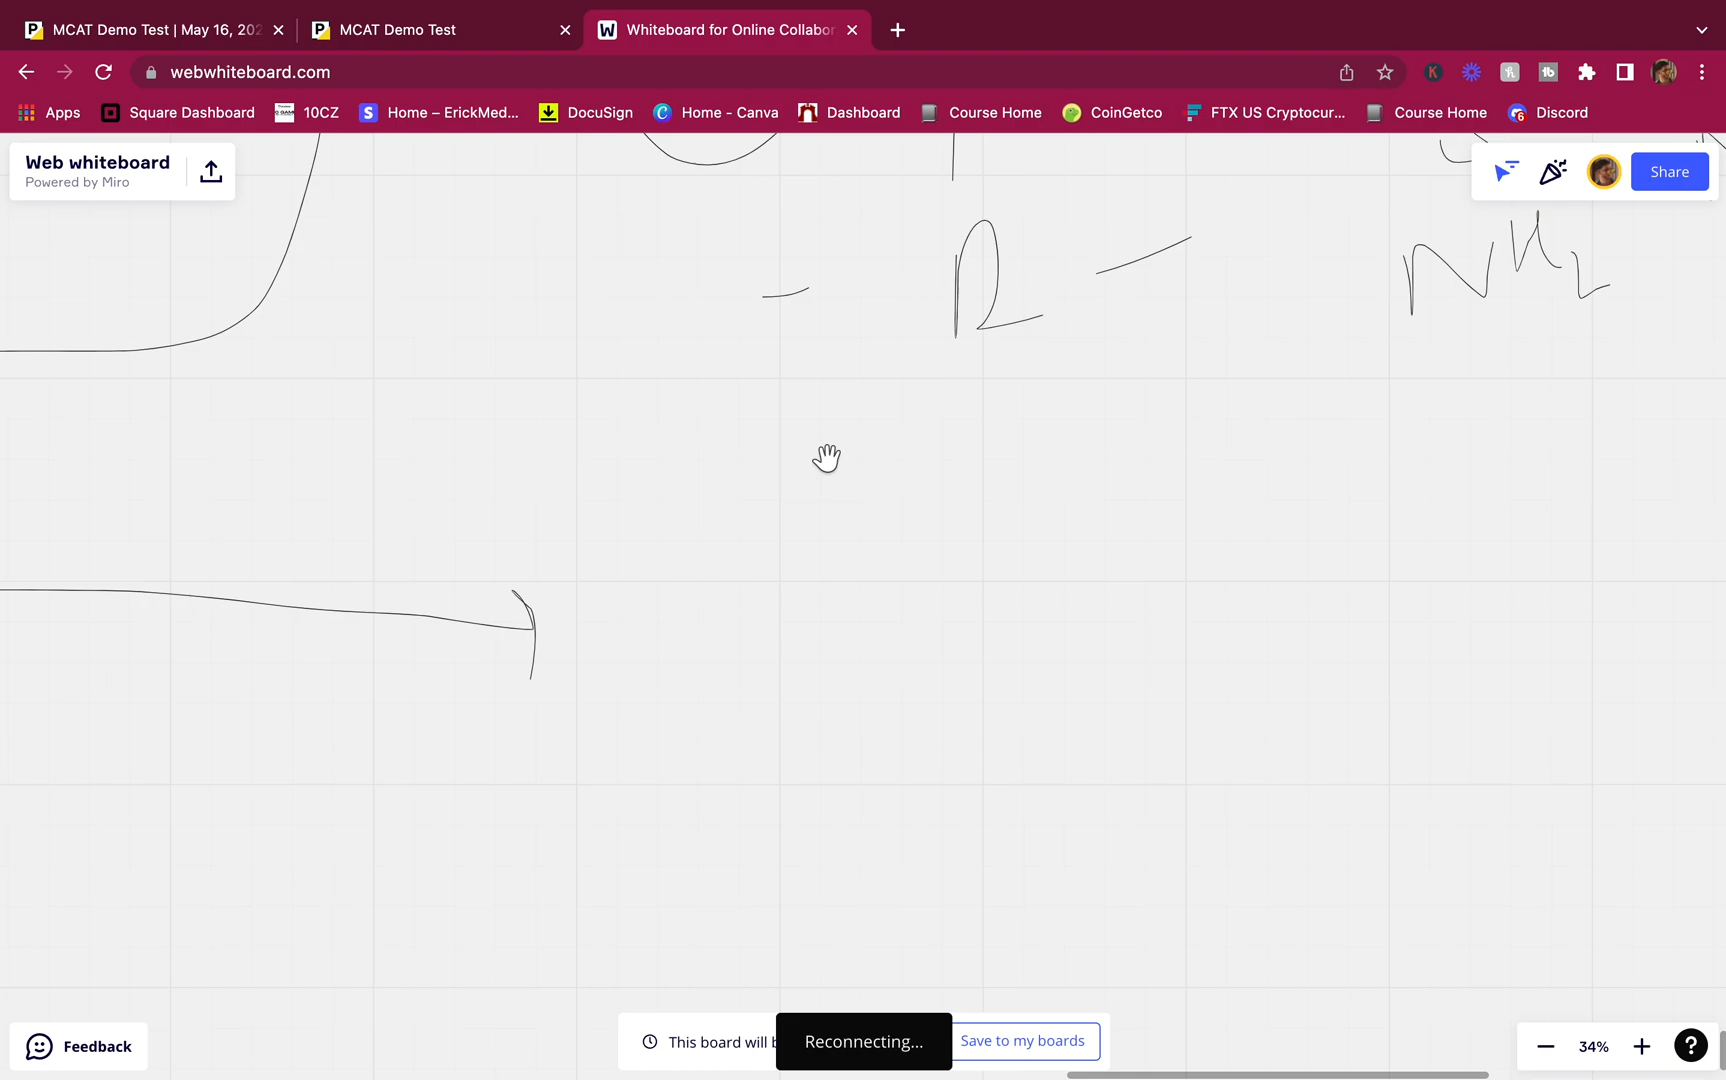 MCAT Demo Test | May 16, 202
MCAT Demo Test
Whiteboard for Online Collabor
webwhiteboard.com
Apps
Square Dashboard
10CZ
Home – ErickMed...
DocuSign
Home - Canva
Dashboard
Course Home
CoinGetco
FTX US Cryptocur...
Course Home
Discord
Web whiteboard
Powered by Miro
Share
- R - NH2
This board will b
Reconnecting...
Save to my boards
Feedback
34%